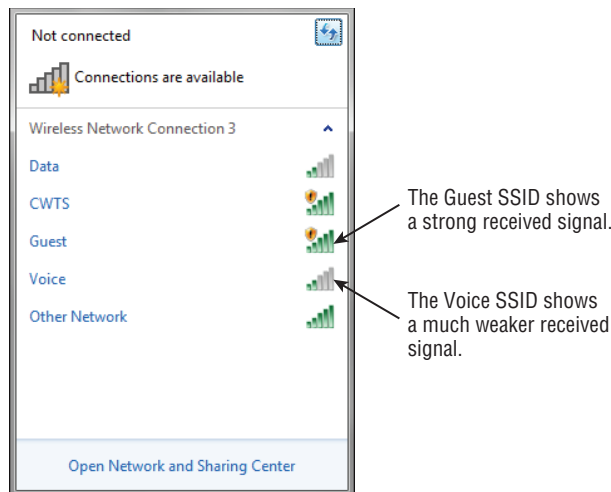 Not connected
Connections are available
Wireless Network Connection 3
Data
CWTS
Guest
Voice
Other Network
Open Network and Sharing Center
The Guest SSID shows
a strong received signal.
The Voice SSID shows
a much weaker received
signal.